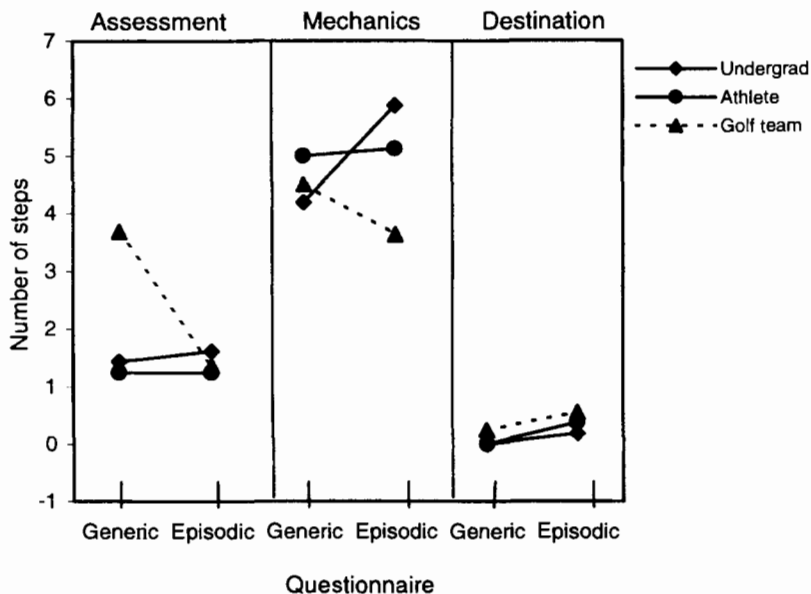 Assessment Mechanics Destination
7
6
5
4
3
2
1
0
-1
Number of steps
Generic Episodic Generic Episodic Generic Episodic
Questionnaire
Undergrad
Athlete
Golf team